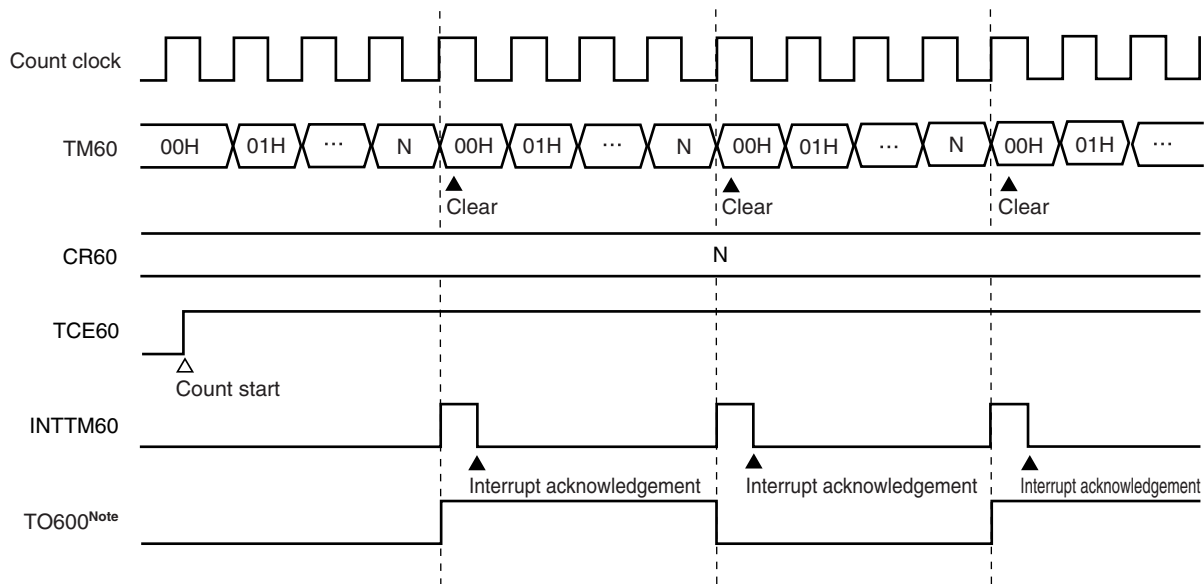 Count clock
TM60 00H 01H ··· N 00H 01H ··· N 00H 01H ··· N 00H 01H ···
Clear Clear Clear
CR60 N
TCE60
Count start
INTTM60
Interrupt acknowledgement Interrupt acknowledgement Interrupt acknowledgement
TO600Note